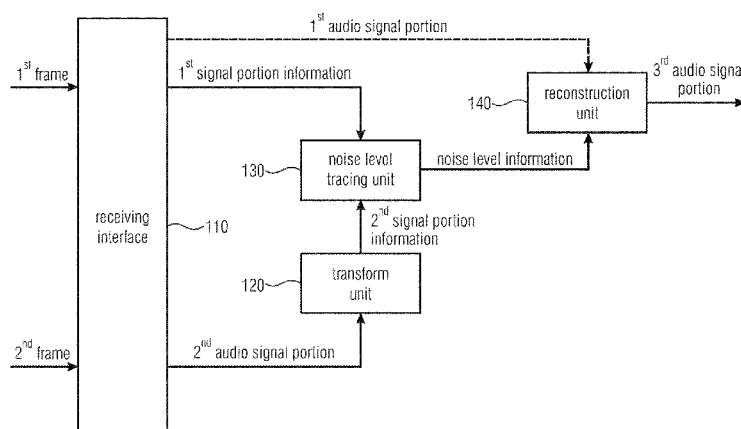 1st audio signal portion
1st frame
1st signal portion information
3rd audio signal
portion
140
reconstruction
unit
130
noise level
tracing unit
noise level information
receiving
interface
110
2nd signal portion
information
120
transform
unit
2nd frame
2nd audio signal portion